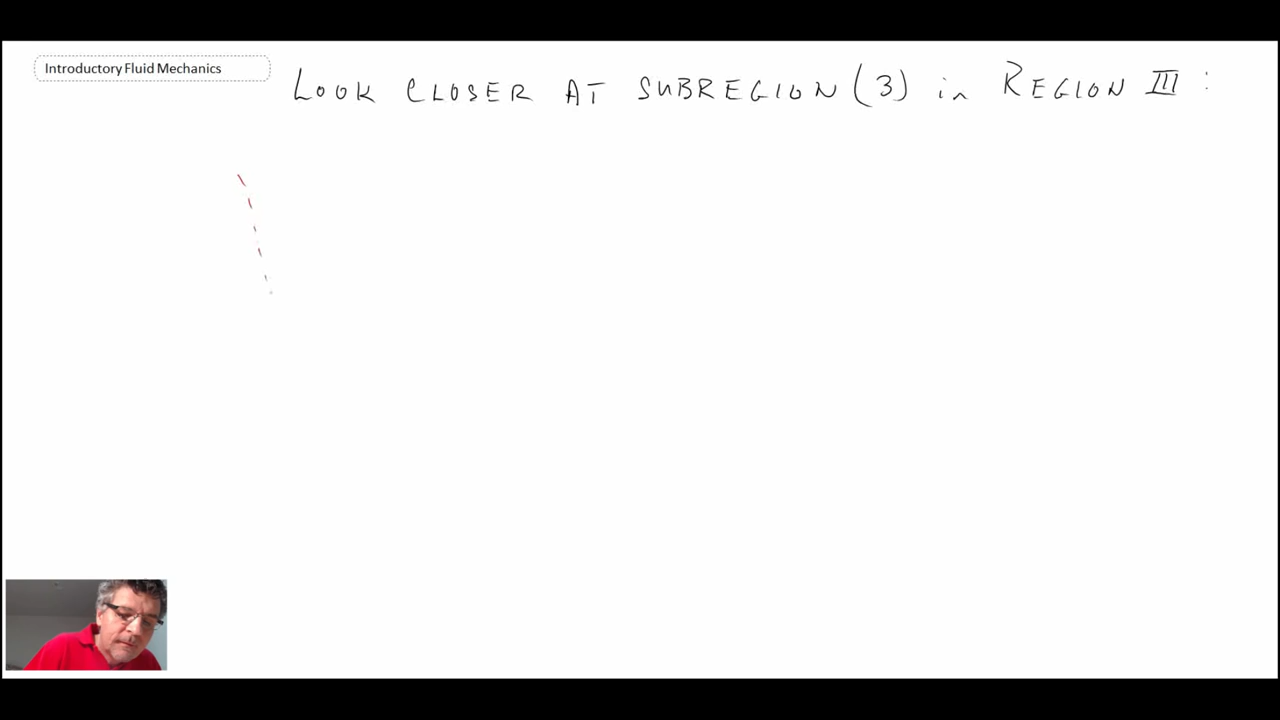 Introductory Fluid Mechanics
LOOK CLOSER AT SUBREGION (3) in REGION III :